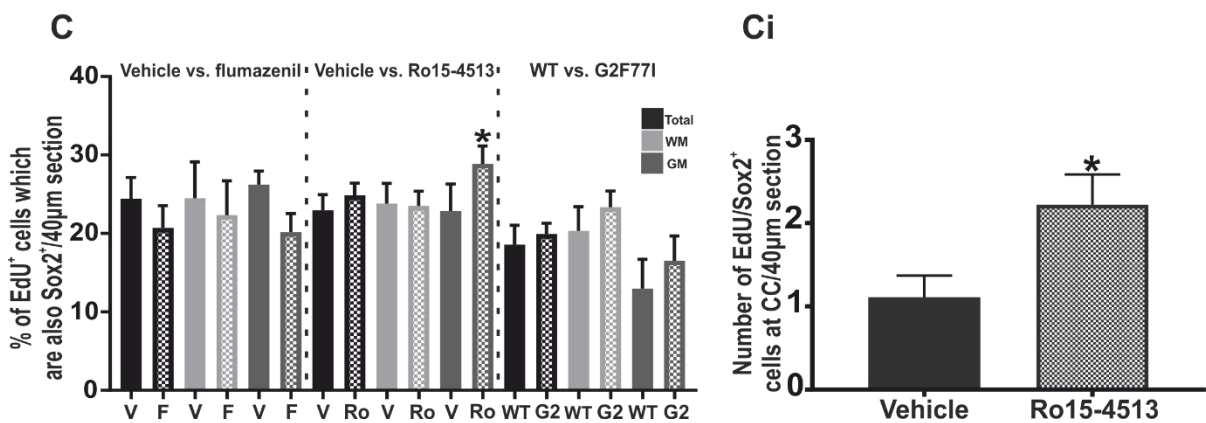 C
Vehicle vs. flumazenil
Vehicle vs. Ro15-4513
WT vs. G2F77I
% of EdU⁺ cells which
are also Sox2⁺/40µm section
40
30
20
10
0
Total
WM
GM
*
V F V F V F V Ro V Ro V Ro WT G2 WT G2 WT G2
Ci
Number of EdU/Sox2⁺
cells at CC/40µm section
3
2
1
0
*
Vehicle
Ro15-4513